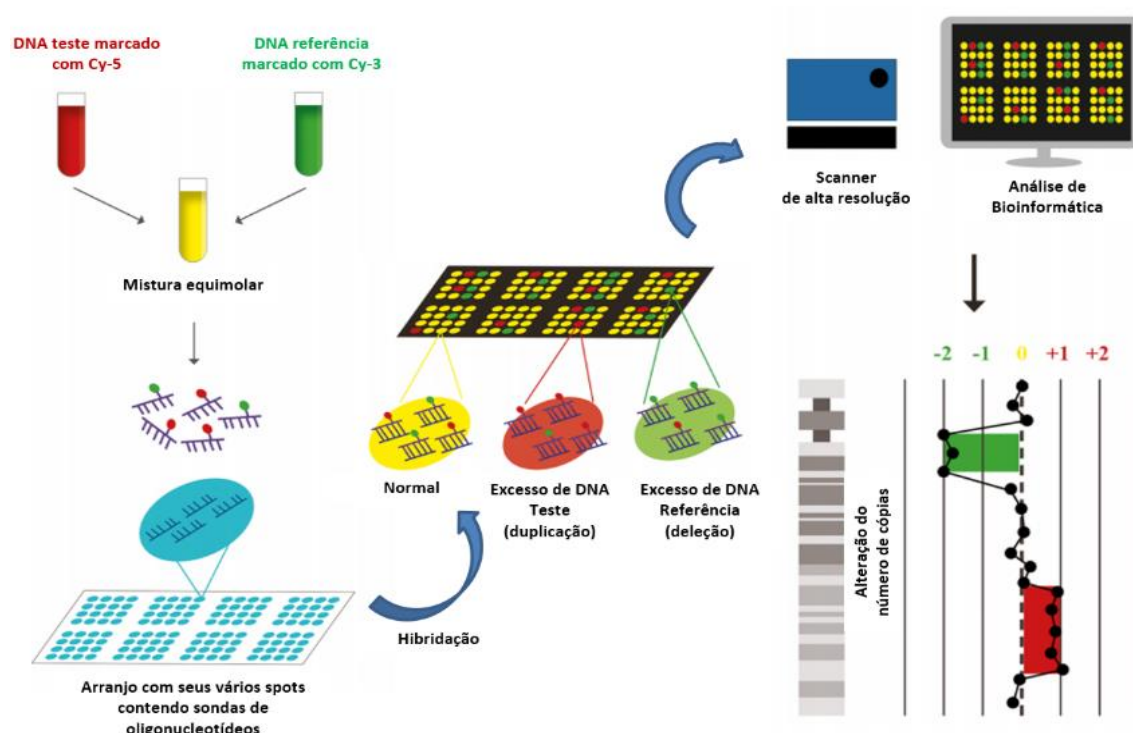 DNA teste marcado
com Cy-5
DNA referência
marcado com Cy-3
Mistura equimolar
Arranjo com seus vários spots
contendo sondas de
oligonucleotídeos
Hibridação
Normal
Excesso de DNA
Teste
(duplicação)
Excesso de DNA
Referência
(deleção)
Scanner
de alta resolução
Análise de
Bioinformática
-2 -1 0 +1 +2
Alteração do
número de cópias